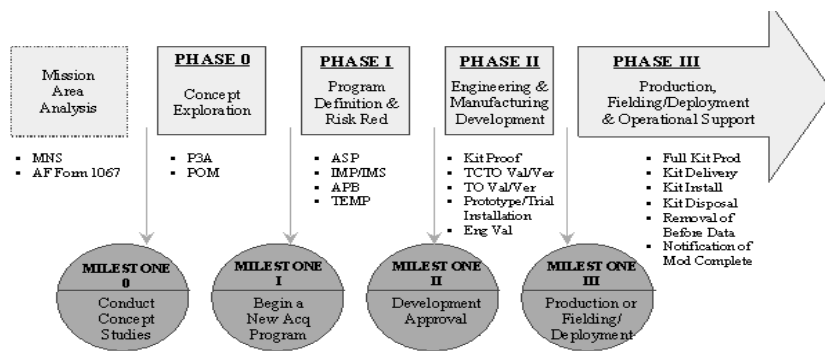 Mission
Area
Analysis
▪ MNS
▪ AF Form 1067
PHASE 0
Concept
Exploration
▪ P3A
▪ POM
PHASE I
Program
Definition &
Risk Red
▪ ASP
▪ IMP/IMS
▪ APB
▪ TEMP
PHASE II
Engineering &
Manufacturing
Development
▪ Kit Proof
▪ TCTO Val/Ver
▪ TO Val/Ver
▪ Prototype/Trial
Installation
▪ Eng Val
PHASE III
Production,
Fielding/Deployment
& Operational Support
▪ Full Kit Prod
▪ Kit Delivery
▪ Kit Install
▪ Kit Disposal
▪ Removal of
Before Data
▪ Notification of
Mod Complete
MILESTONE
0
Conduct
Concept
Studies
MILESTONE
I
Begin a
New Acq
Program
MILESTONE
II
Development
Approval
MILESTONE
III
Production or
Fielding/
Deployment